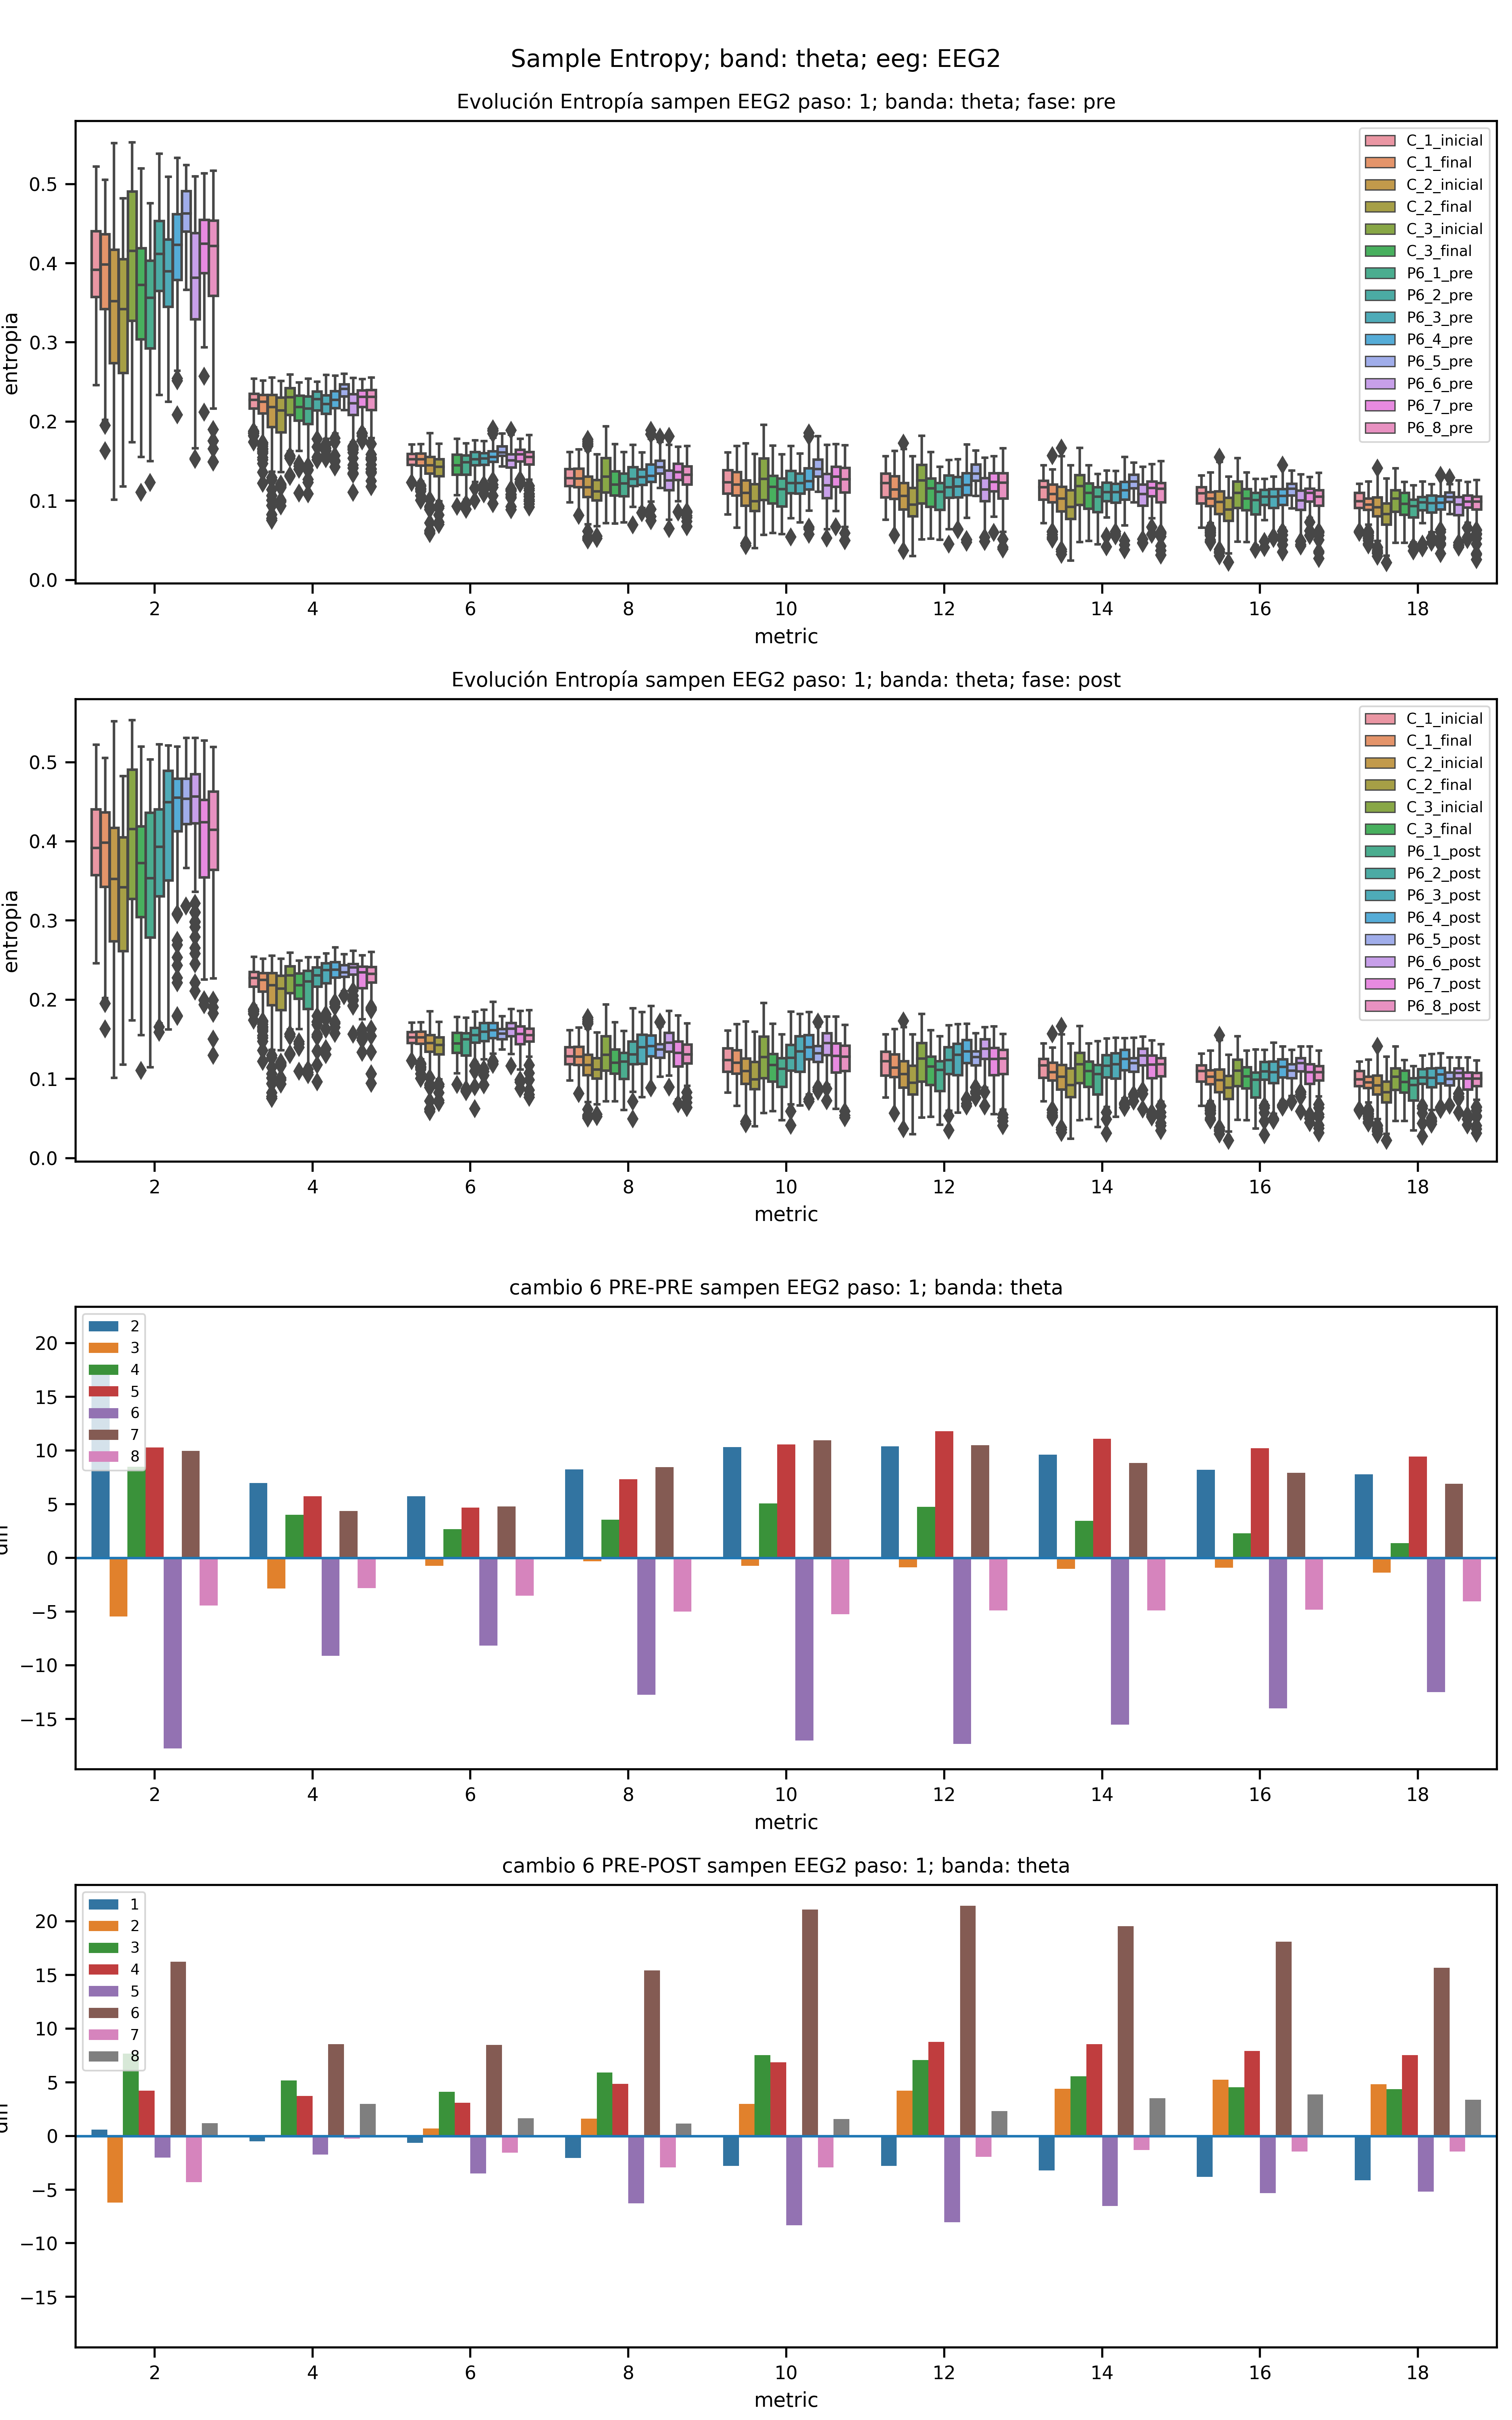 Sample Entropy; band: theta; eeg: EEG2
Evolución Entropía sampen EEG2 paso: 1; banda: theta; fase: pre
entropia
0.5
0.4
0.3
0.2
0.1
0.0
C_1_inicial
C_1_final
C_2_inicial
C_2_final
C_3_inicial
C_3_final
P6_1_pre
P6_2_pre
P6_3_pre
P6_4_pre
P6_5_pre
P6_6_pre
P6_7_pre
P6_8_pre
2 4 6 8 10 12 14 16 18
metric
Evolución Entropía sampen EEG2 paso: 1; banda: theta; fase: post
entropia
0.5
0.4
0.3
0.2
0.1
0.0
C_1_inicial
C_1_final
C_2_inicial
C_2_final
C_3_inicial
C_3_final
P6_1_post
P6_2_post
P6_3_post
P6_4_post
P6_5_post
P6_6_post
P6_7_post
P6_8_post
2 4 6 8 10 12 14 16 18
metric
cambio 6 PRE-PRE sampen EEG2 paso: 1; banda: theta
20
15
10
5
0
−5
−10
−15
2
3
4
5
6
7
8
2 4 6 8 10 12 14 16 18
metric
cambio 6 PRE-POST sampen EEG2 paso: 1; banda: theta
20
15
10
5
0
−5
−10
−15
1
2
3
4
5
6
7
8
2 4 6 8 10 12 14 16 18
metric